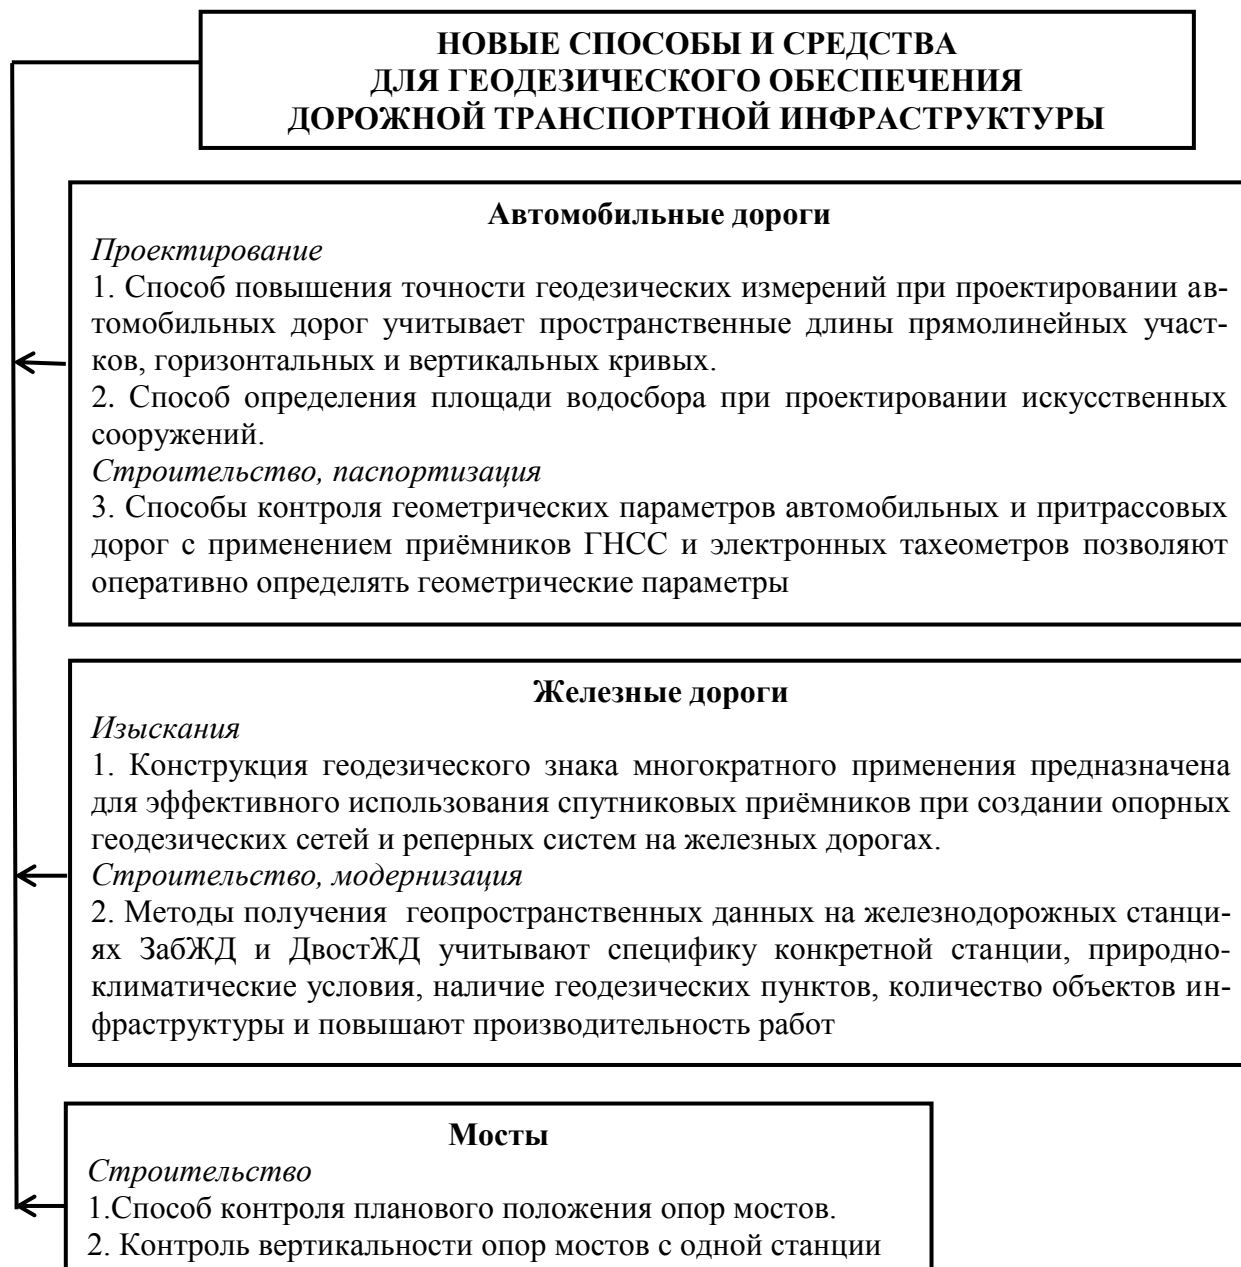 НОВЫЕ СПОСОБЫ И СРЕДСТВА
ДЛЯ ГЕОДЕЗИЧЕСКОГО ОБЕСПЕЧЕНИЯ
ДОРОЖНОЙ ТРАНСПОРТНОЙ ИНФРАСТРУКТУРЫ
Автомобильные дороги
Проектирование
1. Способ повышения точности геодезических измерений при проектировании ав-
томобильных дорог учитывает пространственные длины прямолинейных участ-
ков, горизонтальных и вертикальных кривых.
2. Способ определения площади водосбора при проектировании искусственных
сооружений.
Строительство, паспортизация
3. Способы контроля геометрических параметров автомобильных и притрассовых
дорог с применением приёмников ГНСС и электронных тахеометров позволяют
оперативно определять геометрические параметры
Железные дороги
Изыскания
1. Конструкция геодезического знака многократного применения предназначена
для эффективного использования спутниковых приёмников при создании опорных
геодезических сетей и реперных систем на железных дорогах.
Строительство, модернизация
2. Методы получения геопространственных данных на железнодорожных станци-
ях ЗабЖД и ДвостЖД учитывают специфику конкретной станции, природно-
климатические условия, наличие геодезических пунктов, количество объектов ин-
фраструктуры и повышают производительность работ
Мосты
Строительство
1.Способ контроля планового положения опор мостов.
2. Контроль вертикальности опор мостов с одной станции